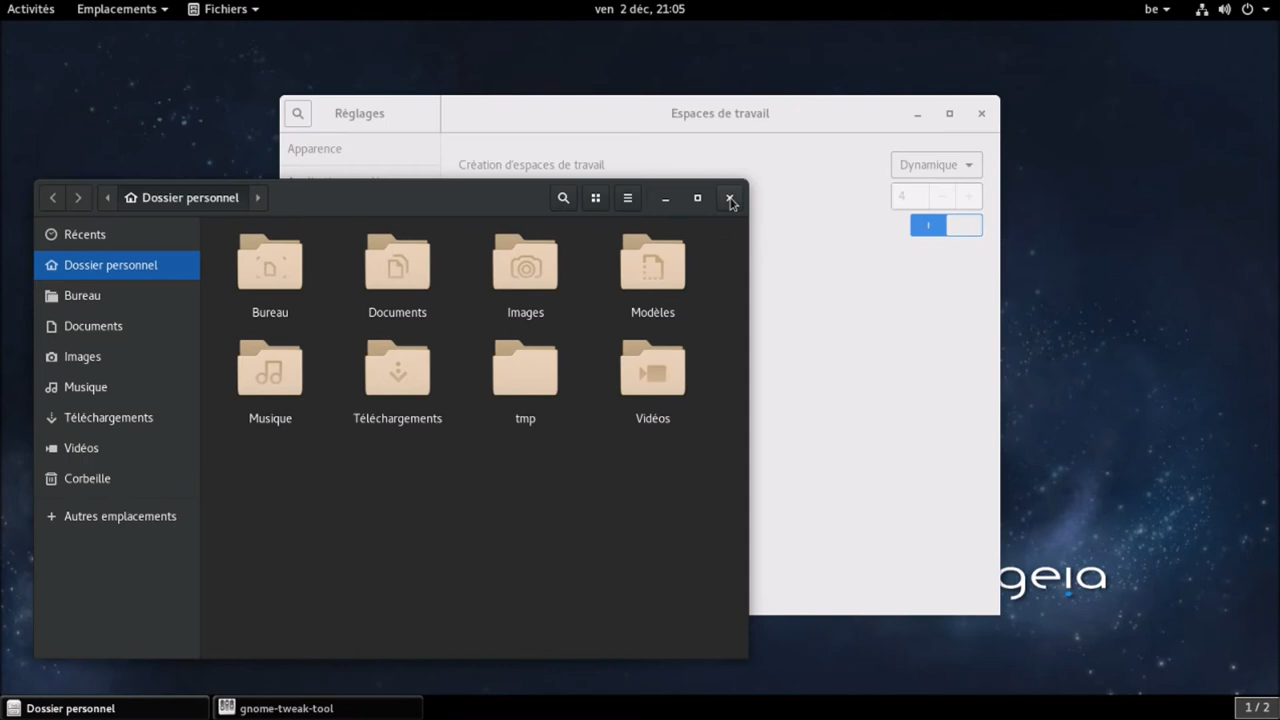 Activités Emplacements Fichiers ven 2 déc, 21:05 be
Réglages Espaces de travail
Apparence
Création d'espaces de travail Dynamique
4
Dossier personnel
Récents
Dossier personnel
Bureau
Documents
Images
Musique
Téléchargements
Vidéos
Corbeille
Autres emplacements
Bureau Documents Images Modèles
Musique Téléchargements tmp Vidéos
geia
Dossier personnel gnome-tweak-tool 1 / 2